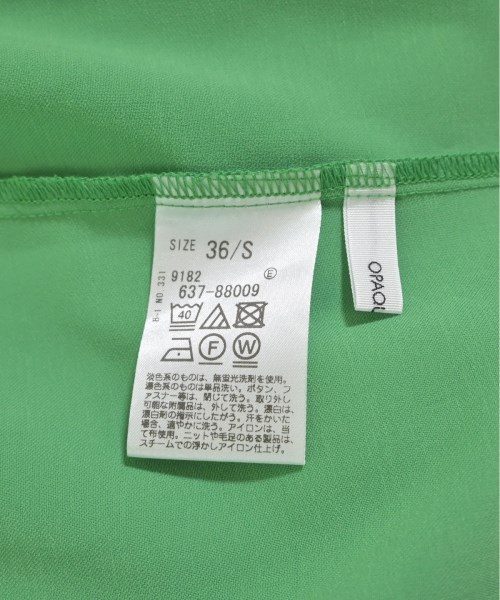 SIZE 36/S
9182 Ⓔ
637-88009
B-I NO 331
40
F W
淡色系のものは、無蛍光洗剤を使用。
濃色系のものは単品洗い。ボタン、フ
ァスナー等は、閉じて洗う。取り外し
可能な附属品は、外して洗う。漂白は、
漂白剤の指示にしたがう。汗をかいた
場合、速やかに洗う。アイロンは、当
て布使用。ニットや毛足のある製品は、
スチームでの浮かしアイロン仕上げ。
OPAQU